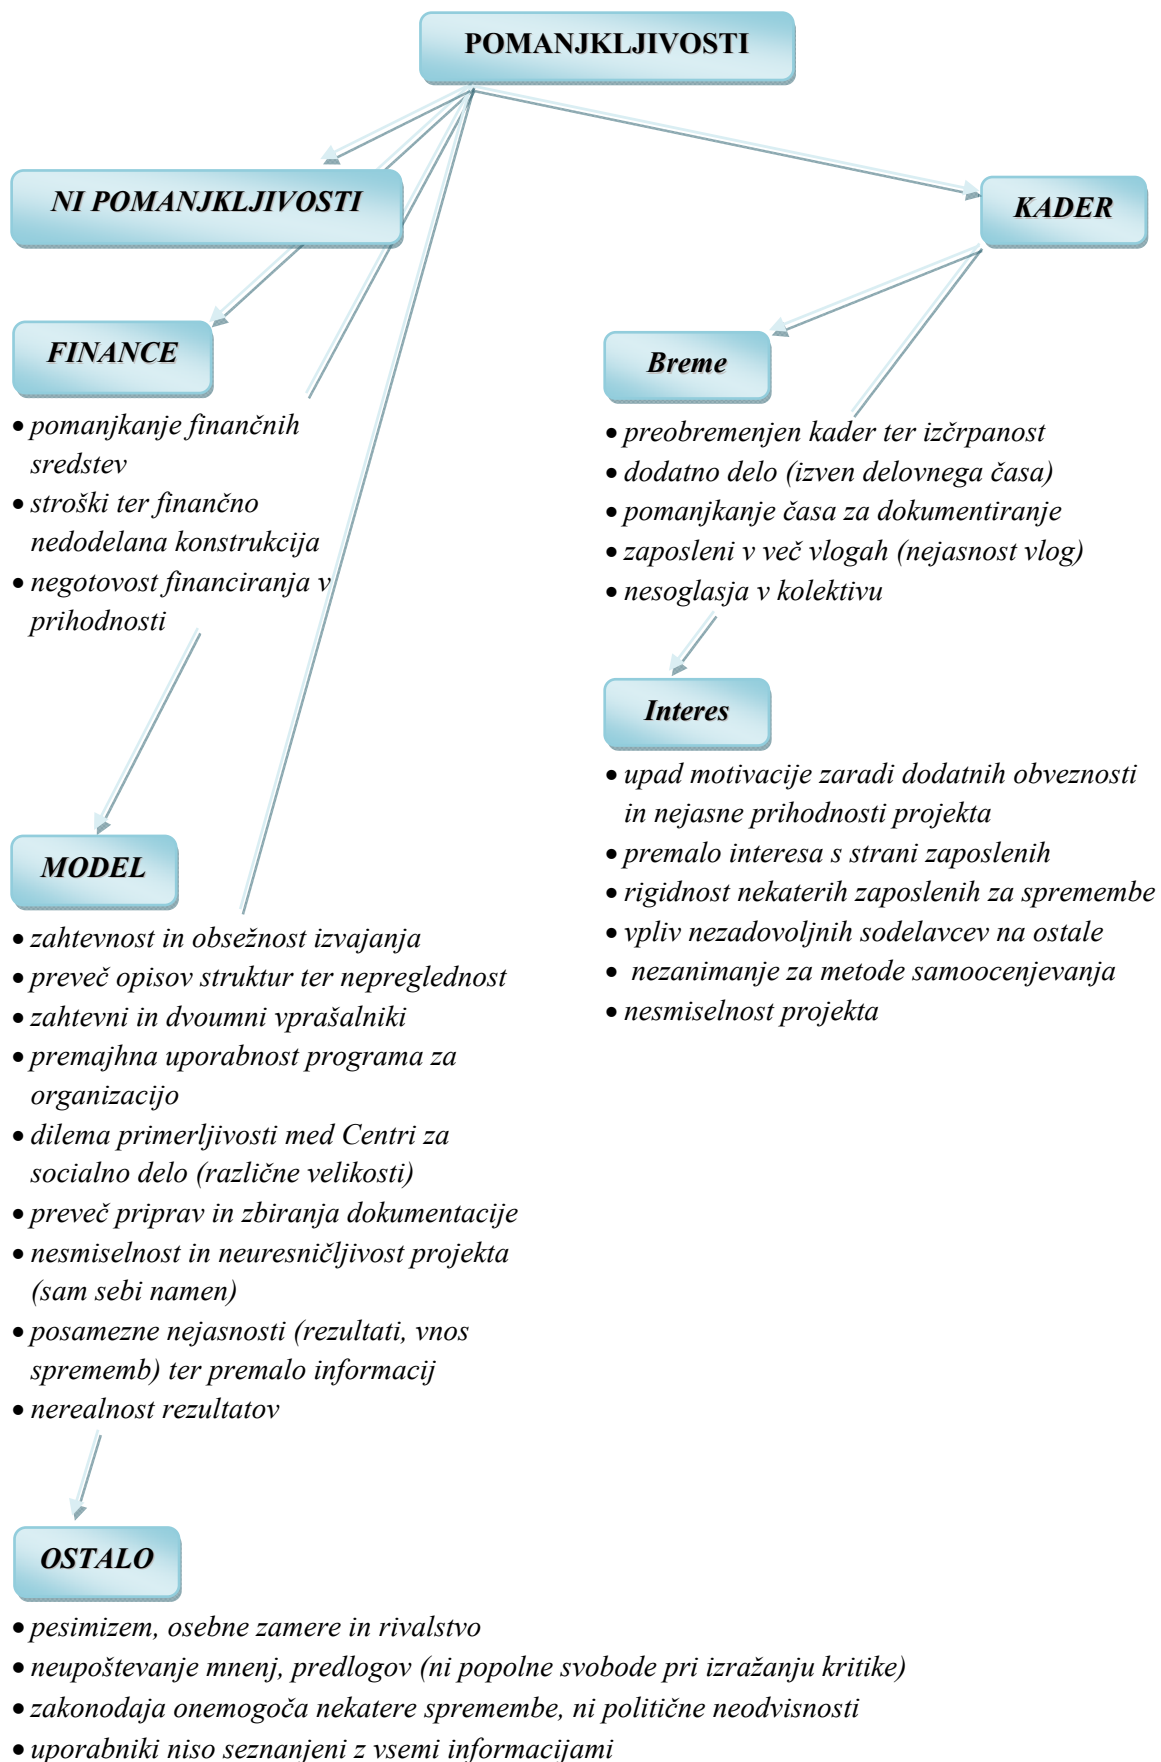 POMANJKLJIVOSTI
NI POMANJKLJIVOSTI
KADER
FINANCE
• pomanjkanje finančnih
sredstev
• stroški ter finančno
nedodelana konstrukcija
• negotovost financiranja v
prihodnosti
Breme
• preobremenjen kader ter izčrpanost
• dodatno delo (izven delovnega časa)
• pomanjkanje časa za dokumentiranje
• zaposleni v več vlogah (nejasnost vlog)
• nesoglasja v kolektivu
Interes
• upad motivacije zaradi dodatnih obveznosti
in nejasne prihodnosti projekta
• premalo interesa s strani zaposlenih
• rigidnost nekaterih zaposlenih za spremembe
• vpliv nezadovoljnih sodelavcev na ostale
• nezanimanje za metode samoocenjevanja
• nesmiselnost projekta
MODEL
• zahtevnost in obsežnost izvajanja
• preveč opisov struktur ter nepreglednost
• zahtevni in dvoumni vprašalniki
• premajhna uporabnost programa za
organizacijo
• dilema primerljivosti med Centri za
socialno delo (različne velikosti)
• preveč priprav in zbiranja dokumentacije
• nesmiselnost in neuresničljivost projekta
(sam sebi namen)
• posamezne nejasnosti (rezultati, vnos
sprememb) ter premalo informacij
• nerealnost rezultatov
OSTALO
• pesimizem, osebne zamere in rivalstvo
• neupoštevanje mnenj, predlogov (ni popolne svobode pri izražanju kritike)
• zakonodaja onemogoča nekatere spremembe, ni politične neodvisnosti
• uporabniki niso seznanjeni z vsemi informacijami